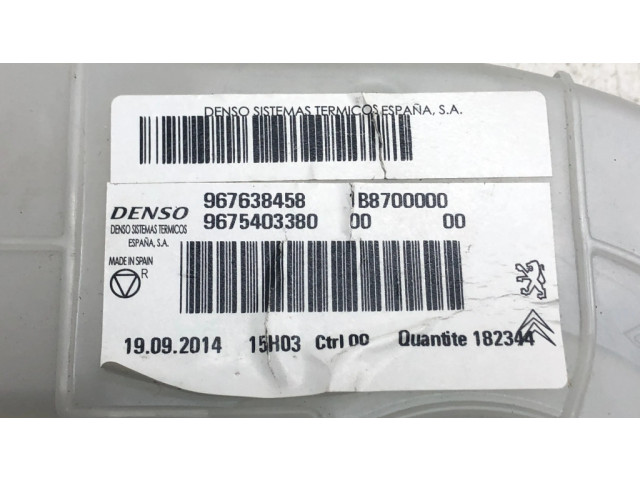 DENSO SISTEMAS TERMICOS ESPAÑA, S.A.
DENSO
DENSO SISTEMAS TERMICOS
ESPAÑA, S.A.
MADE IN SPAIN
R
967638458 1B8700000
9675403380 00 00
19.09.2014 15H03 Ctrl 00 Quantite 182344